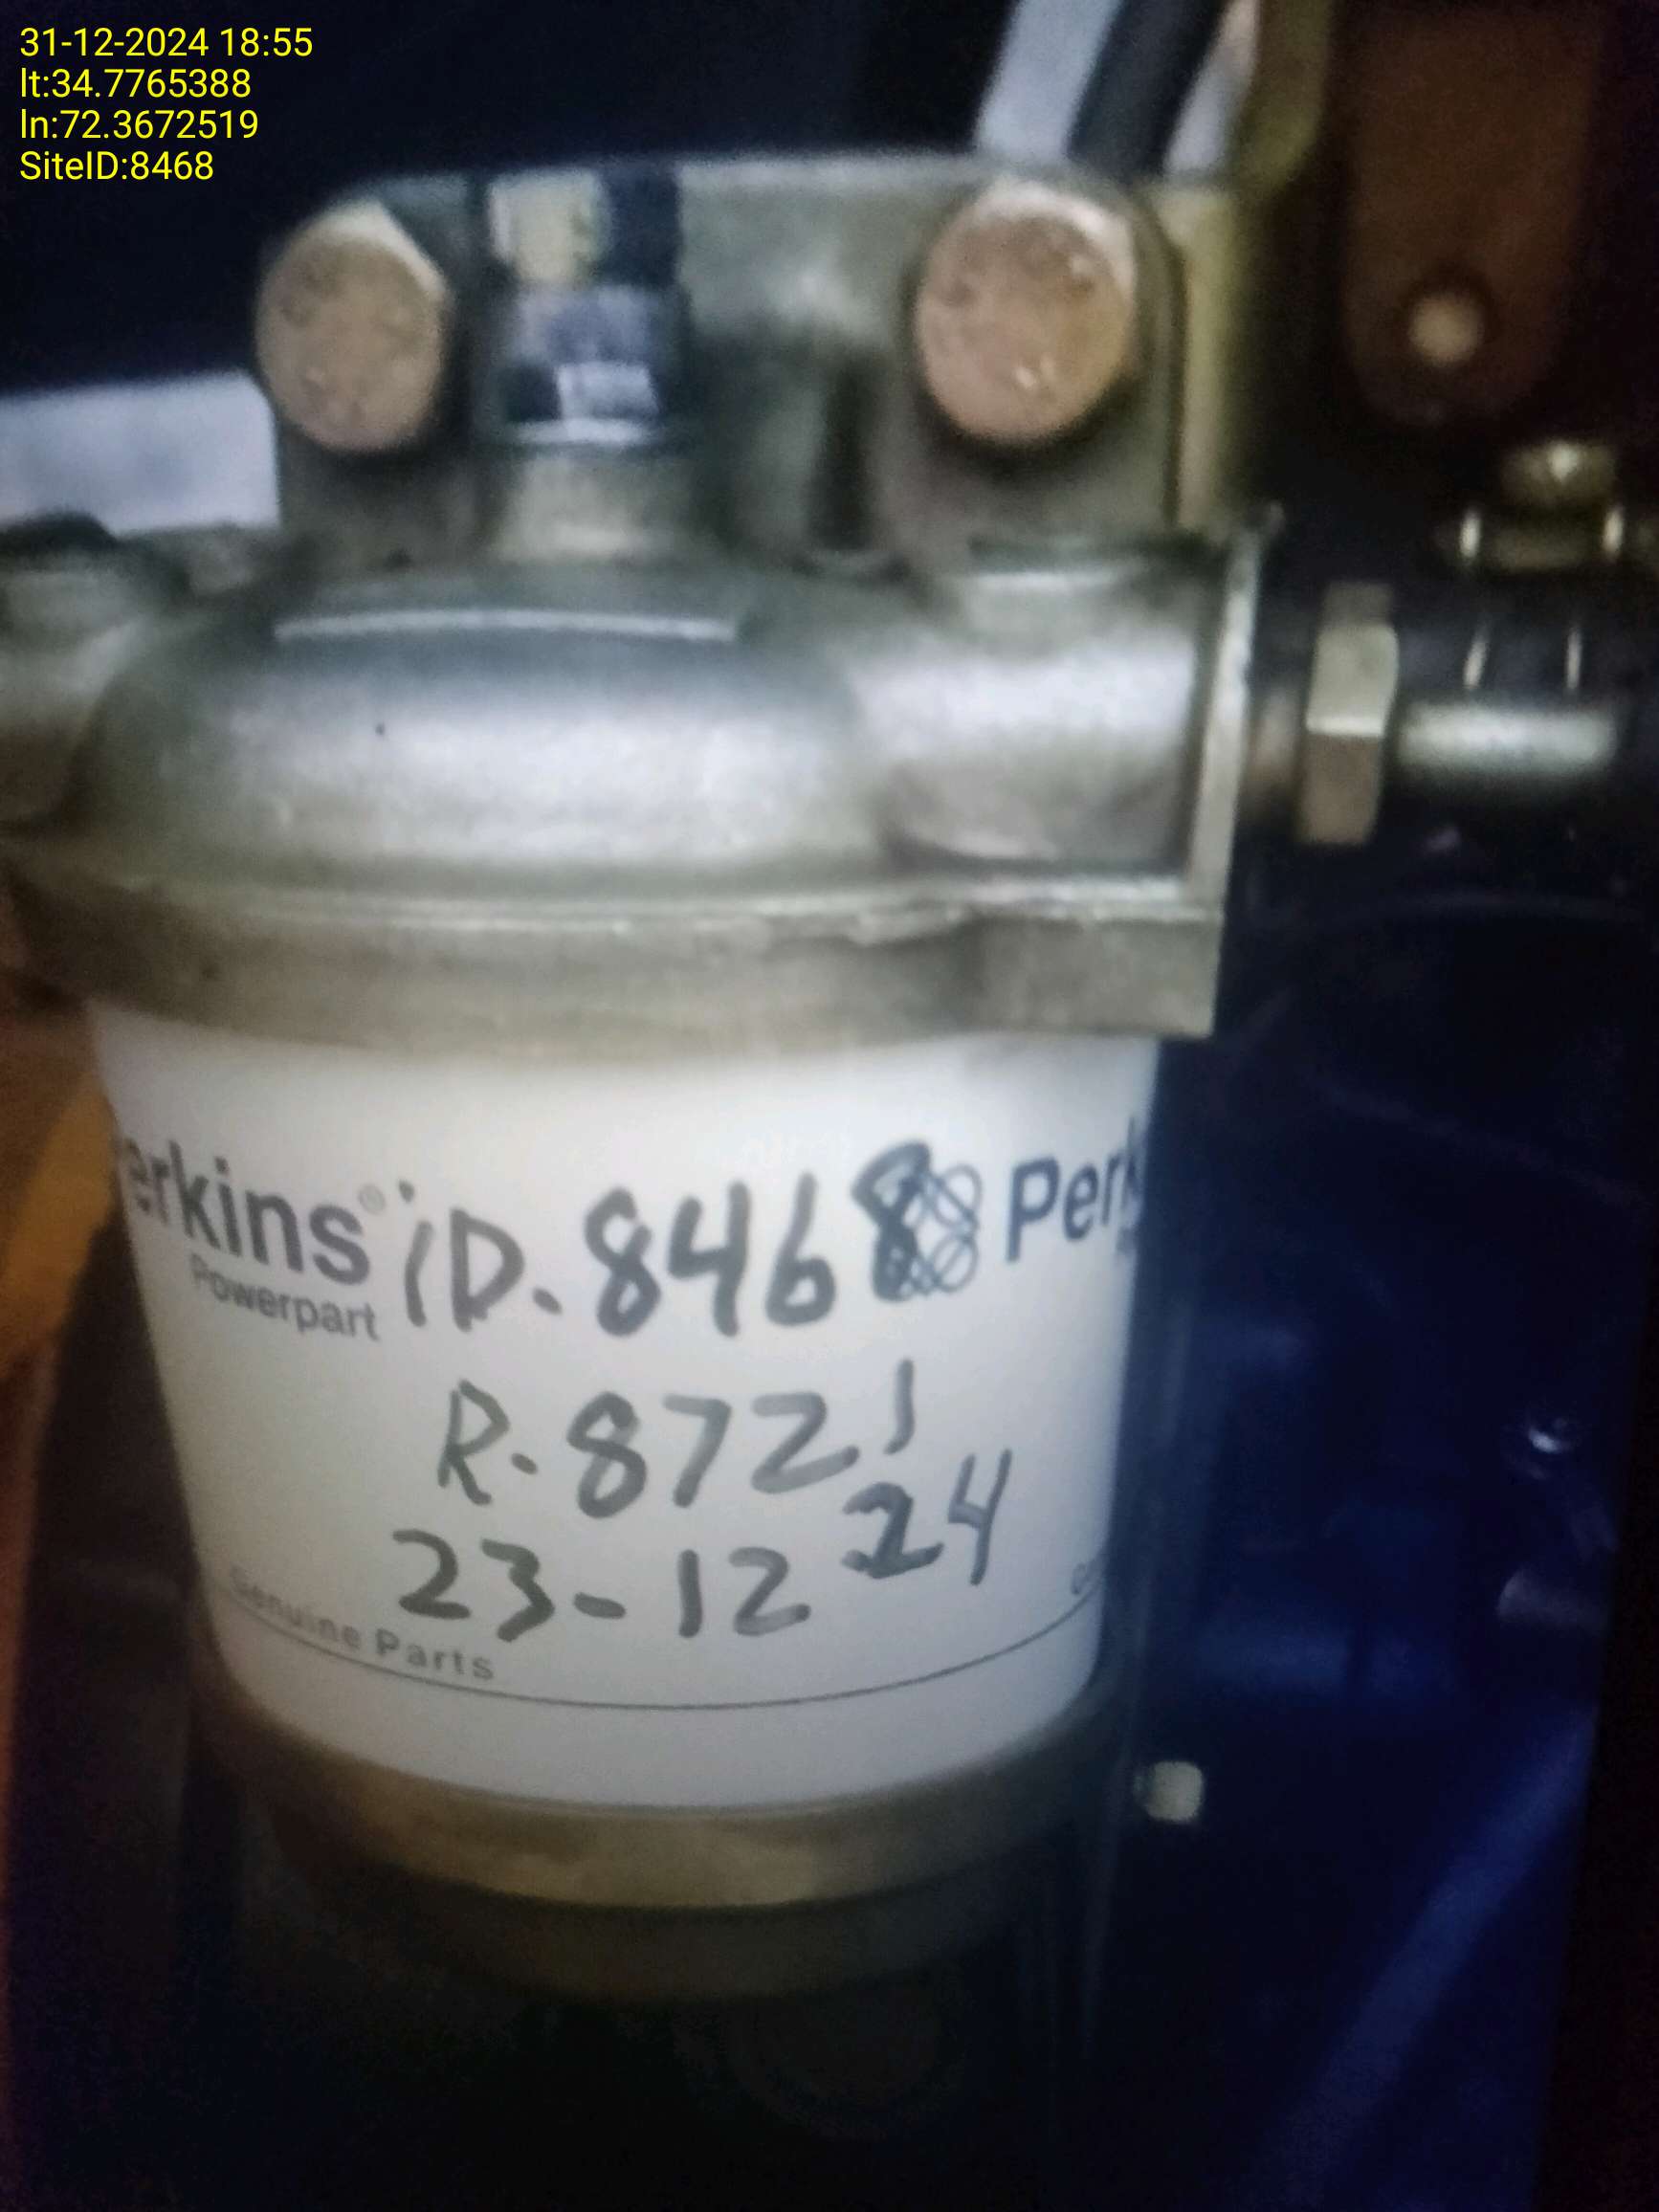 31-12-2024 18:55
lt:34.7765388
ln:72.3672519
SiteID:8468
erkins® iD.8468 Perk
Powerpart
R.8721
23-12 24
Genuine Parts